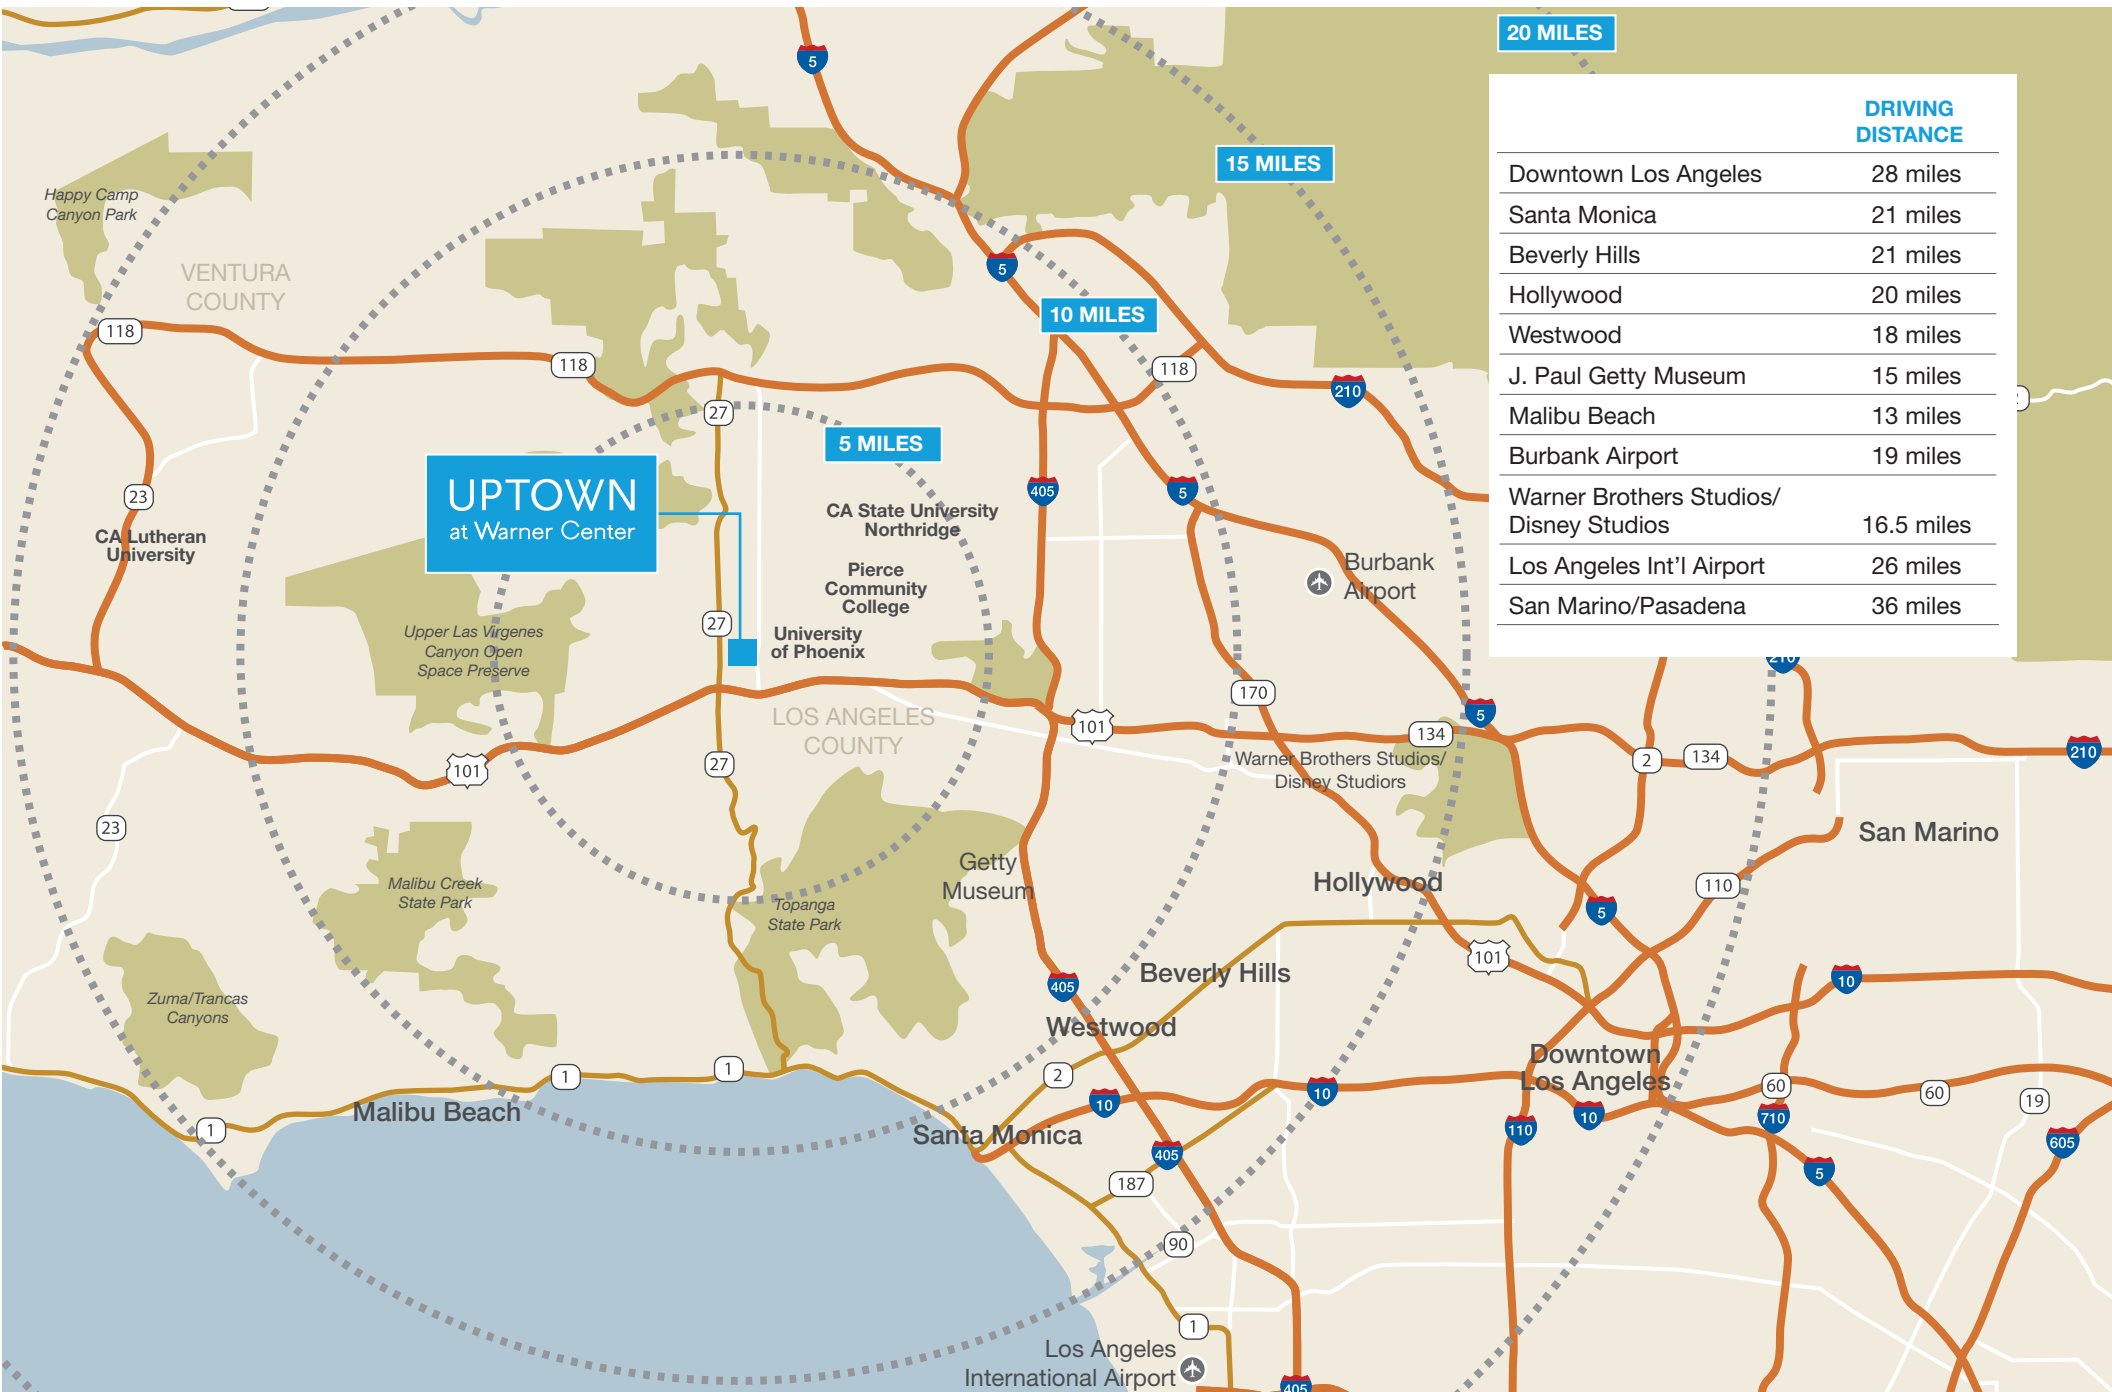 20 MILES
15 MILES
10 MILES
5 MILES
DRIVING
DISTANCE
Downtown Los Angeles 28 miles
Santa Monica 21 miles
Beverly Hills 21 miles
Hollywood 20 miles
Westwood 18 miles
J. Paul Getty Museum 15 miles
Malibu Beach 13 miles
Burbank Airport 19 miles
Warner Brothers Studios/
Disney Studios 16.5 miles
Los Angeles Int'l Airport 26 miles
San Marino/Pasadena 36 miles
5
Happy Camp
Canyon Park
VENTURA
COUNTY
5
118
118
118
210
27
UPTOWN
at Warner Center
23
405
5
CA State University
Northridge
CA Lutheran
University
Pierce
Community
College
Burbank
Airport
27
University
of Phoenix
Upper Las Virgenes
Canyon Open
Space Preserve
210
170
LOS ANGELES
COUNTY
101
5
134
2
134
210
101
27
Warner Brothers Studios/
Disney Studiors
23
San Marino
Getty
Museum
Hollywood
110
Malibu Creek
State Park
Topanga
State Park
5
101
Beverly Hills
405
10
Zuma/Trancas
Canyons
Westwood
Downtown
Los Angeles
1
1
2
10
10
60
60
Malibu Beach
1
Santa Monica
10
110
710
19
405
605
187
5
90
1
Los Angeles
International Airport
405